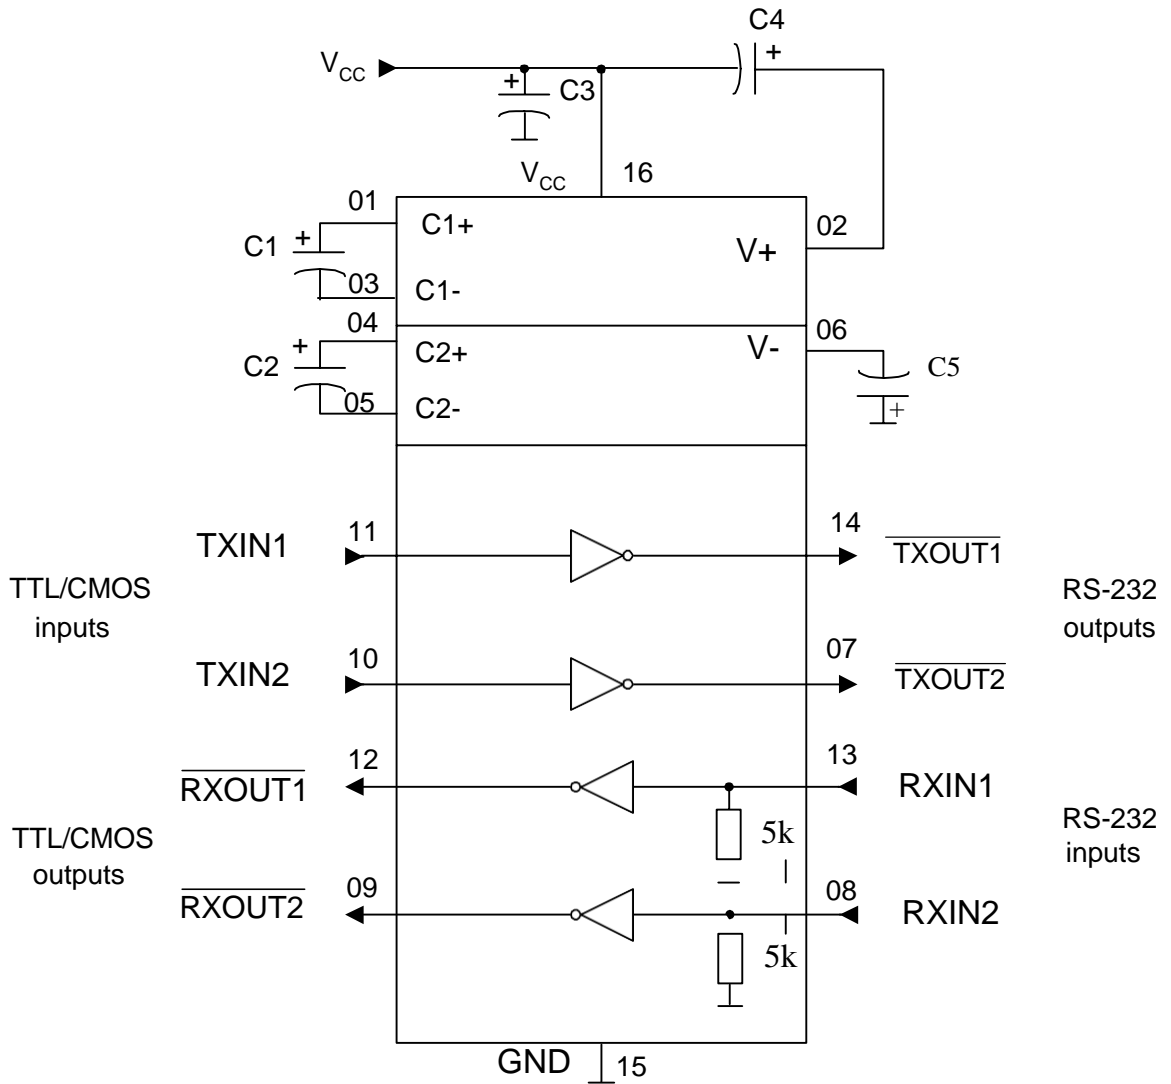 C4
+
VCC
+
C3
VCC
16
01
C1+
02
+
C1
V+
03
C1-
04
06
+
C2
C2+
V-
C5
05
C2-
+
TXIN1
11
14
TXOUT1
TTL/CMOS
inputs
RS-232
outputs
TXIN2
10
07
TXOUT2
RXOUT1
12
13
RXIN1
5k
TTL/CMOS
outputs
RS-232
inputs
RXOUT2
09
08
RXIN2
5k
GND
15